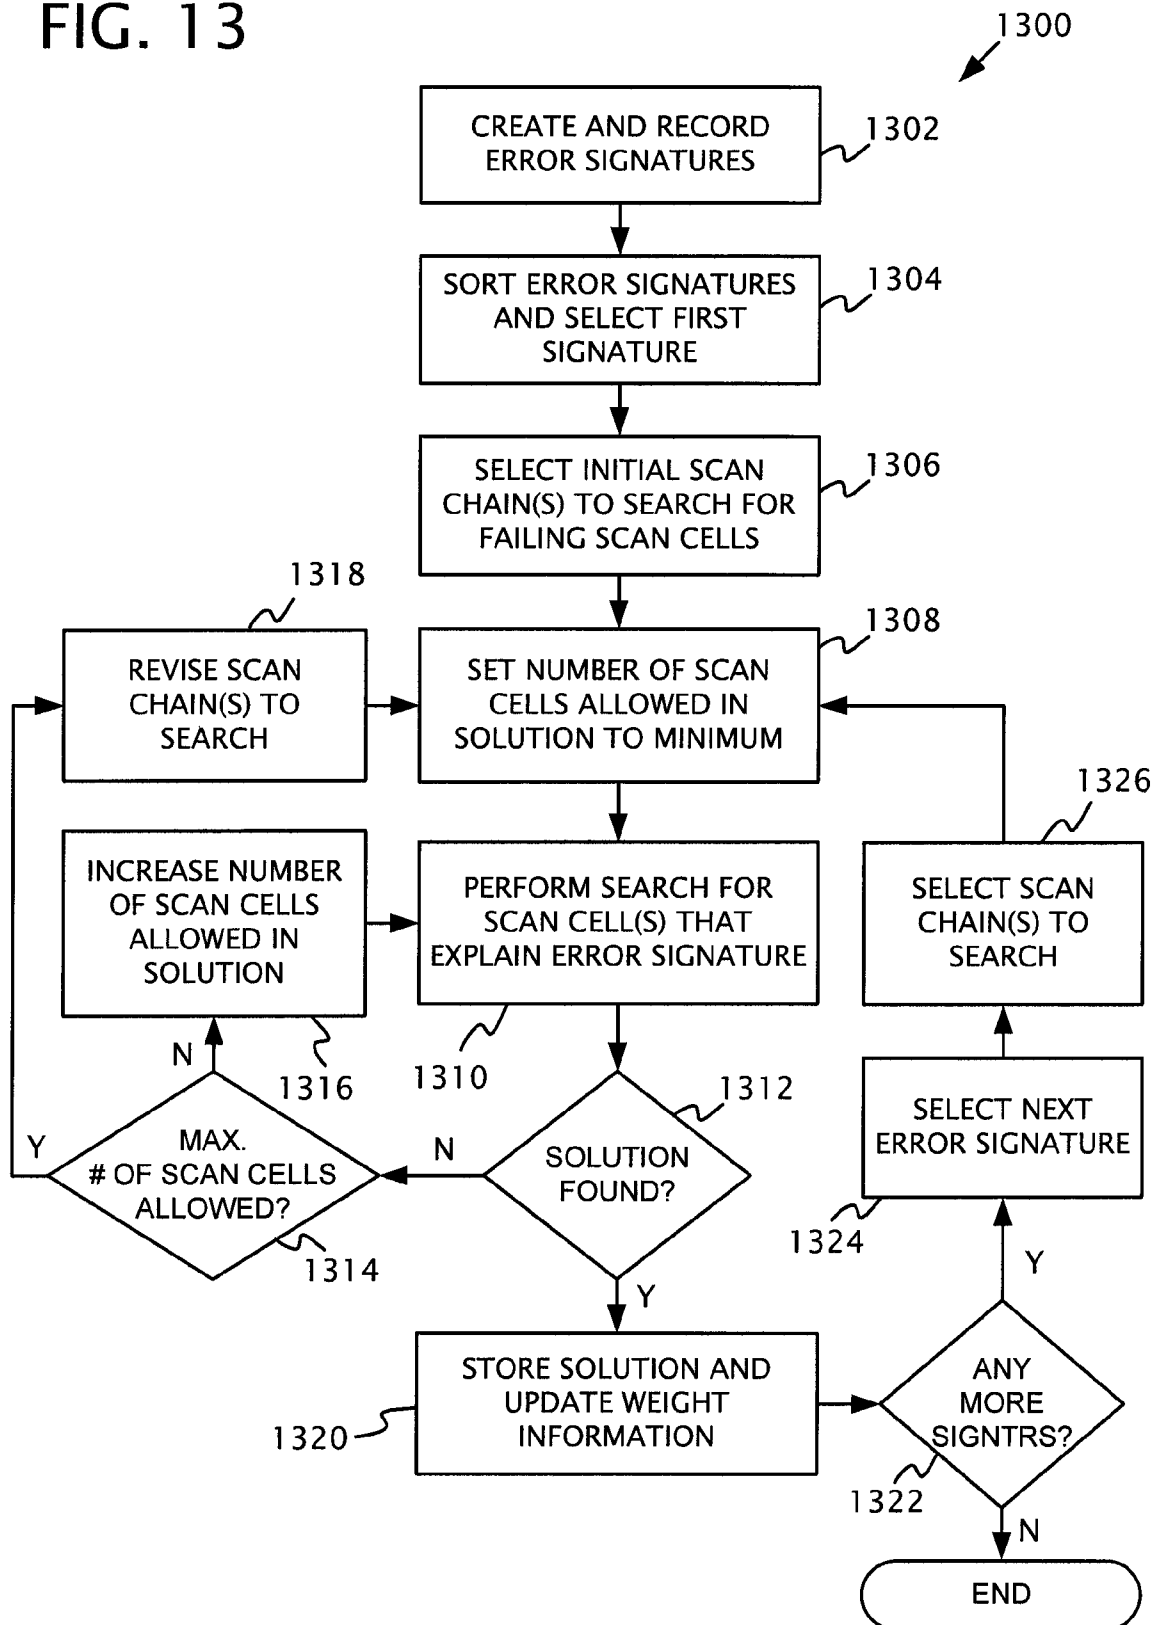 FIG. 13
1300
CREATE AND RECORD
ERROR SIGNATURES
1302
SORT ERROR SIGNATURES
AND SELECT FIRST
SIGNATURE
1304
SELECT INITIAL SCAN
CHAIN(S) TO SEARCH FOR
FAILING SCAN CELLS
1306
1318
REVISE SCAN
CHAIN(S) TO
SEARCH
SET NUMBER OF SCAN
CELLS ALLOWED IN
SOLUTION TO MINIMUM
1308
INCREASE NUMBER
OF SCAN CELLS
ALLOWED IN
SOLUTION
1316
PERFORM SEARCH FOR
SCAN CELL(S) THAT
EXPLAIN ERROR SIGNATURE
1310
1326
SELECT SCAN
CHAIN(S) TO
SEARCH
N
Y
MAX.
# OF SCAN CELLS
ALLOWED?
1314
N
SOLUTION
FOUND?
1312
Y
SELECT NEXT
ERROR SIGNATURE
1324
Y
STORE SOLUTION AND
UPDATE WEIGHT
INFORMATION
1320
ANY
MORE
SIGNTRS?
1322
N
END